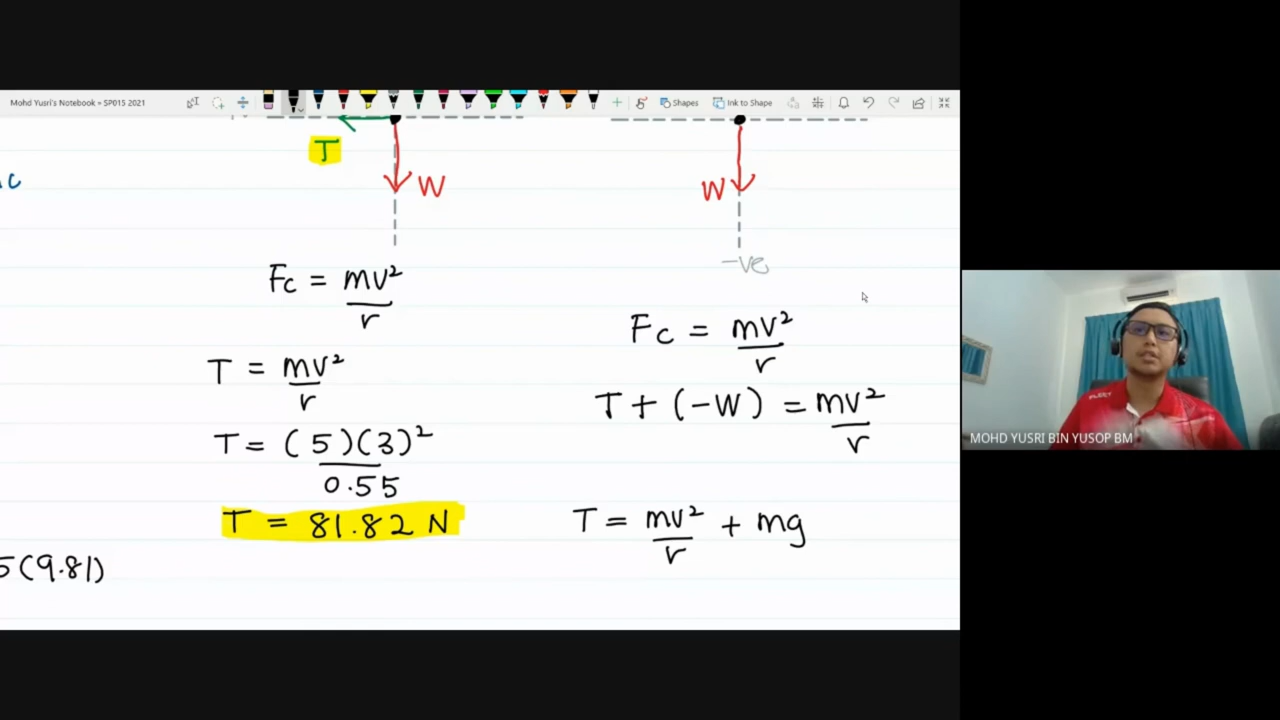 Mohd Yusri's Notebook » SP015 2021
Shapes
Ink to Shape
T
W
W
-ve
Fc = mv²/r
T = mv²/r
T = (5)(3)²/0.55
T = 81.82 N
5(9.81)
Fc = mv²/r
T + (-W) = mv²/r
T = mv²/r + mg
MOHD YUSRI BIN YUSOP BM